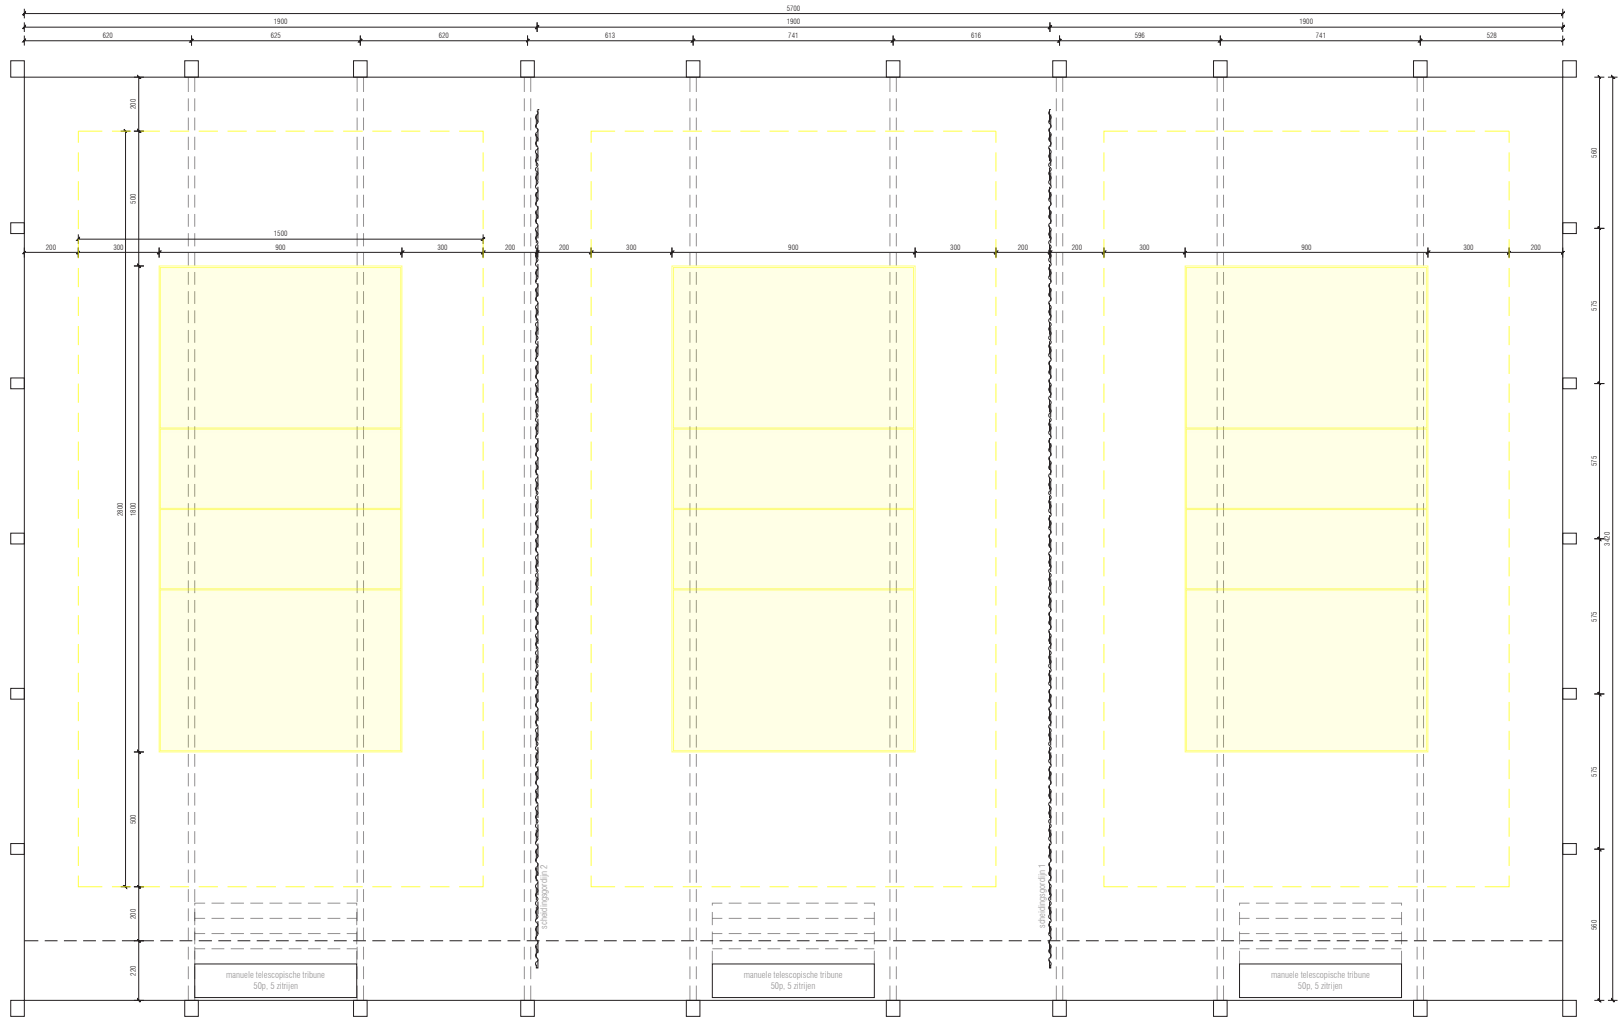 5700
1900 1900 1900
620 625 620 613 741 616 596 741 528
200
560
500
1500
200 300 900 300 200 200 300 900 300 200 200 300 900 300 200
575
575
2800 1800
3420
575
575
500
560
scheidingsgordijn 2
scheidingsgordijn 1
200
220
manuele telescopische tribune
50p, 5 zitrijen
manuele telescopische tribune
50p, 5 zitrijen
manuele telescopische tribune
50p, 5 zitrijen